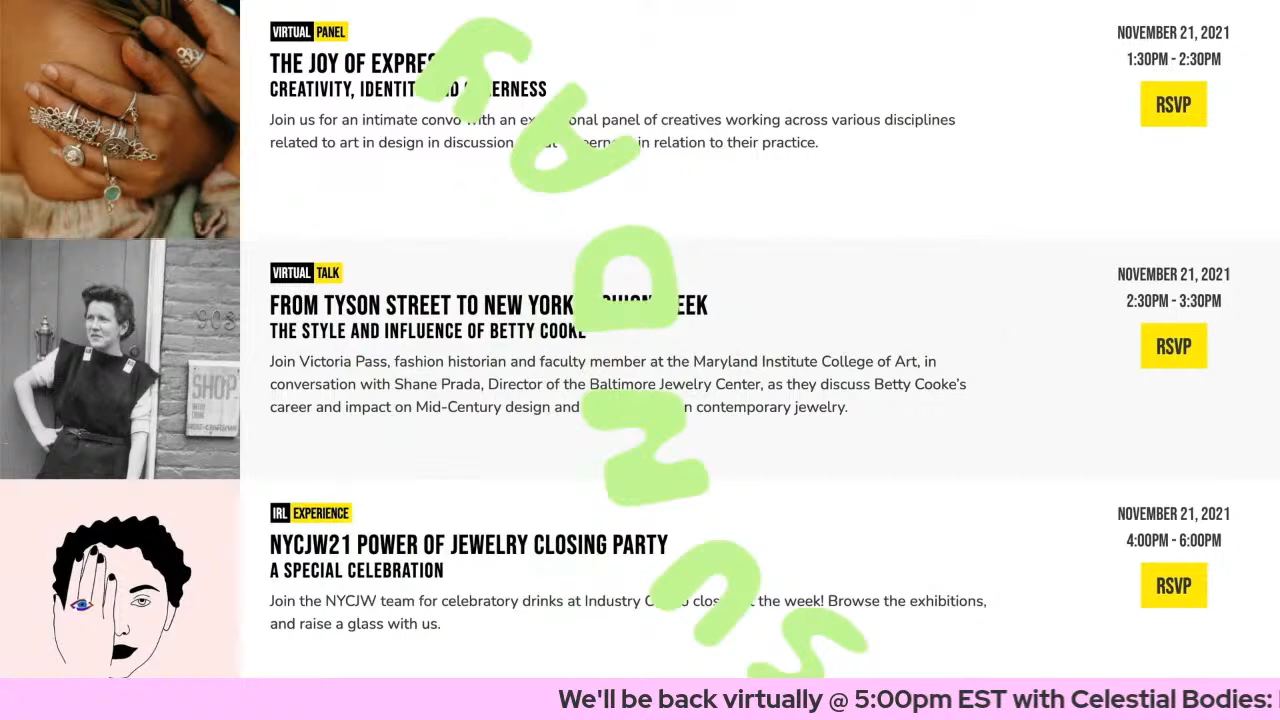 VIRTUAL PANEL
THE JOY OF EXPRE
CREATIVITY, IDENTIT
Join us for an intimate convo with an panel of creatives working across various disciplines
related to art in design in discussion in relation to their practice.
NOVEMBER 21, 2021
1:30PM - 2:30PM
RSVP
VIRTUAL TALK
FROM TYSON STREET TO NEW YORK
THE STYLE AND INFLUENCE OF BETTY COOKE
Join Victoria Pass, fashion historian and faculty member at the Maryland Institute College of Art, in
conversation with Shane Prada, Director of the Baltimore Jewelry Center, as they discuss Betty Cooke's
career and impact on Mid-Century design and contemporary jewelry.
NOVEMBER 21, 2021
2:30PM - 3:30PM
RSVP
903
SHOP
IRL EXPERIENCE
NYCJW21 POWER OF JEWELRY CLOSING PARTY
A SPECIAL CELEBRATION
Join the NYCJW team for celebratory drinks at Industry the week! Browse the exhibitions,
and raise a glass with us.
NOVEMBER 21, 2021
4:00PM - 6:00PM
RSVP
SUNDAY
We'll be back virtually @ 5:00pm EST with Celestial Bodies: